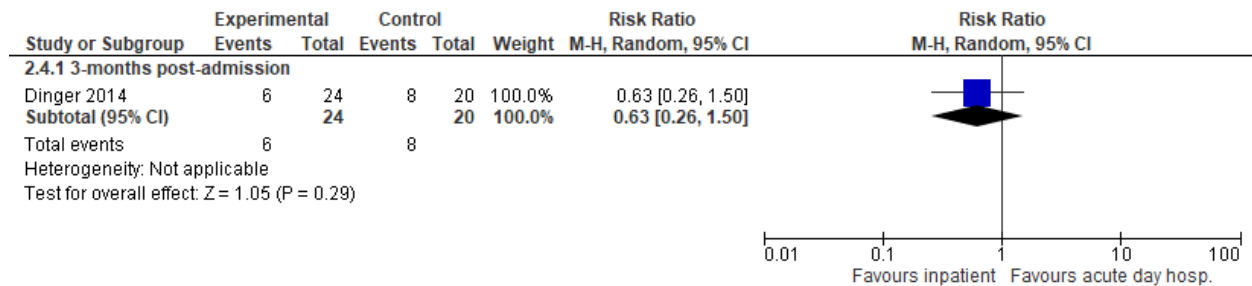 Experimental Control Risk Ratio Risk Ratio
Study or Subgroup Events Total Events Total Weight M-H, Random, 95% CI M-H, Random, 95% CI
2.4.1 3-months post-admission
Dinger 2014 6 24 8 20 100.0% 0.63 [0.26, 1.50]
Subtotal (95% CI) 24 20 100.0% 0.63 [0.26, 1.50]
Total events 6 8
Heterogeneity: Not applicable
Test for overall effect: Z = 1.05 (P = 0.29)
0.01 0.1 1 10 100
Favours inpatient Favours acute day hosp.